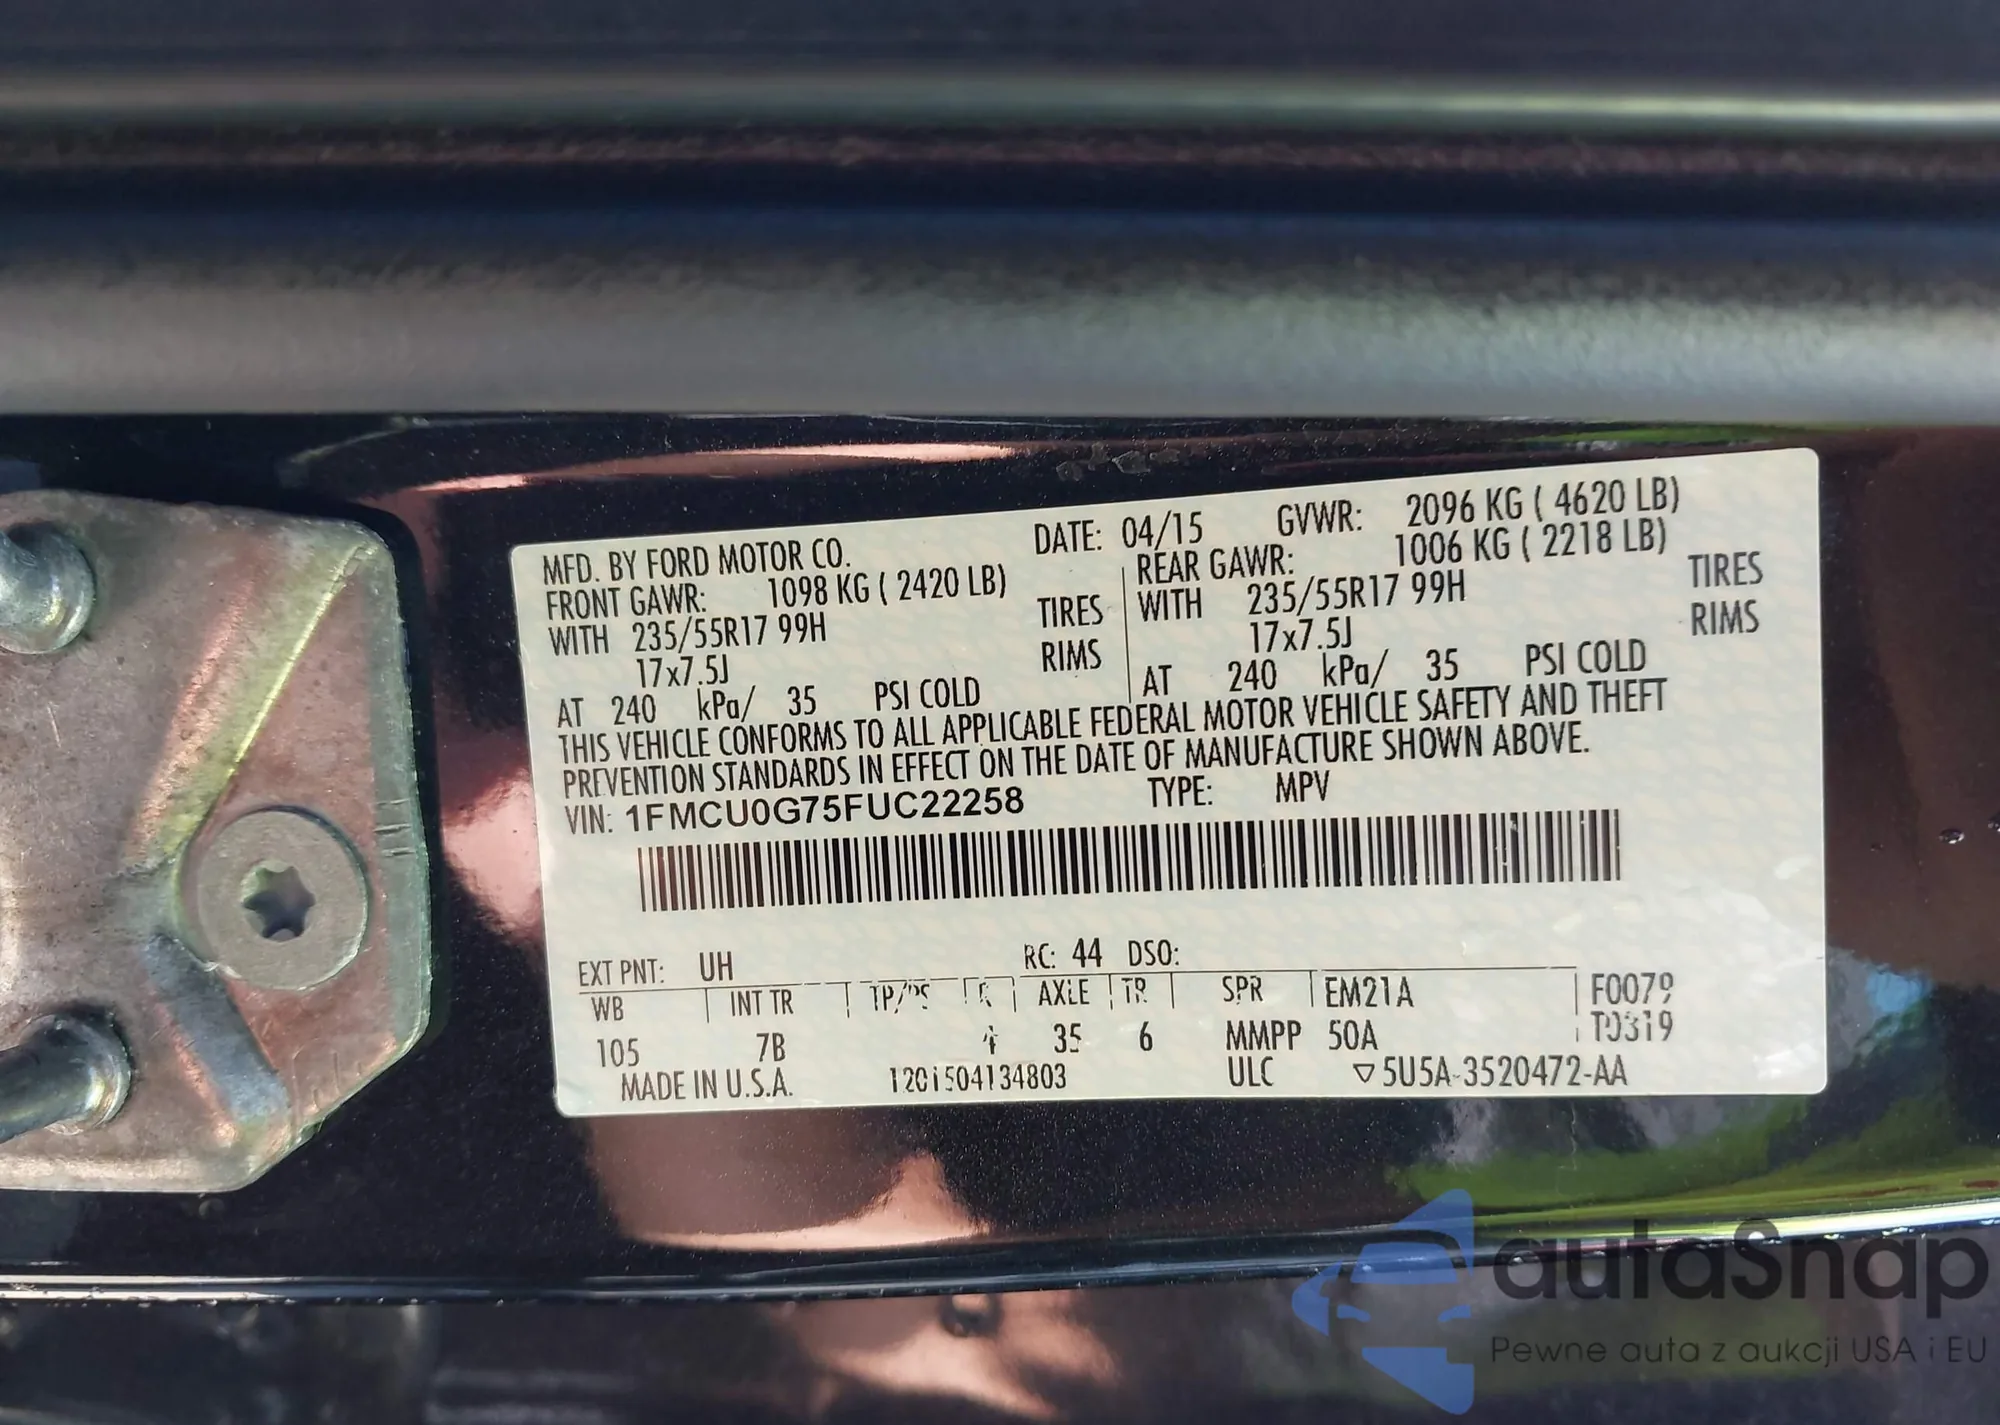 MFD. BY FORD MOTOR CO. DATE: 04/15 GVWR: 2096 KG ( 4620 LB)
FRONT GAWR: 1098 KG ( 2420 LB) REAR GAWR: 1006 KG ( 2218 LB)
WITH 235/55R17 99H TIRES WITH 235/55R17 99H TIRES
17x7.5J RIMS 17x7.5J RIMS
AT 240 kPa/ 35 PSI COLD AT 240 kPa/ 35 PSI COLD
THIS VEHICLE CONFORMS TO ALL APPLICABLE FEDERAL MOTOR VEHICLE SAFETY AND THEFT
PREVENTION STANDARDS IN EFFECT ON THE DATE OF MANUFACTURE SHOWN ABOVE.
VIN: 1FMCU0G75FUC22258 TYPE: MPV
EXT PNT: UH RC: 44 DSO:
WB INT TR TP/PS R AXLE TR SPR EM21A F0079
105 7B 35 6 MMPP 50A T0319
MADE IN U.S.A. 1201504134803 ULC ▽5U5A-3520472-AA
autaSnap
Pewne auta z aukcji USA i EU